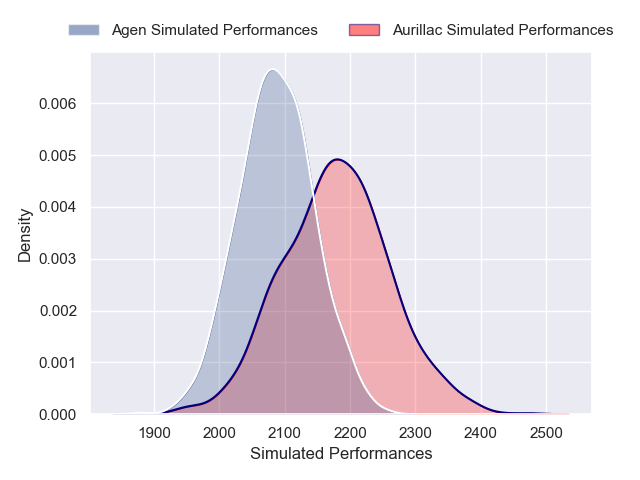 Agen Simulated Performances
Aurillac Simulated Performances
0.006
0.005
0.004
0.003
0.002
0.001
0.000
Density
1900 2000 2100 2200 2300 2400 2500
Simulated Performances